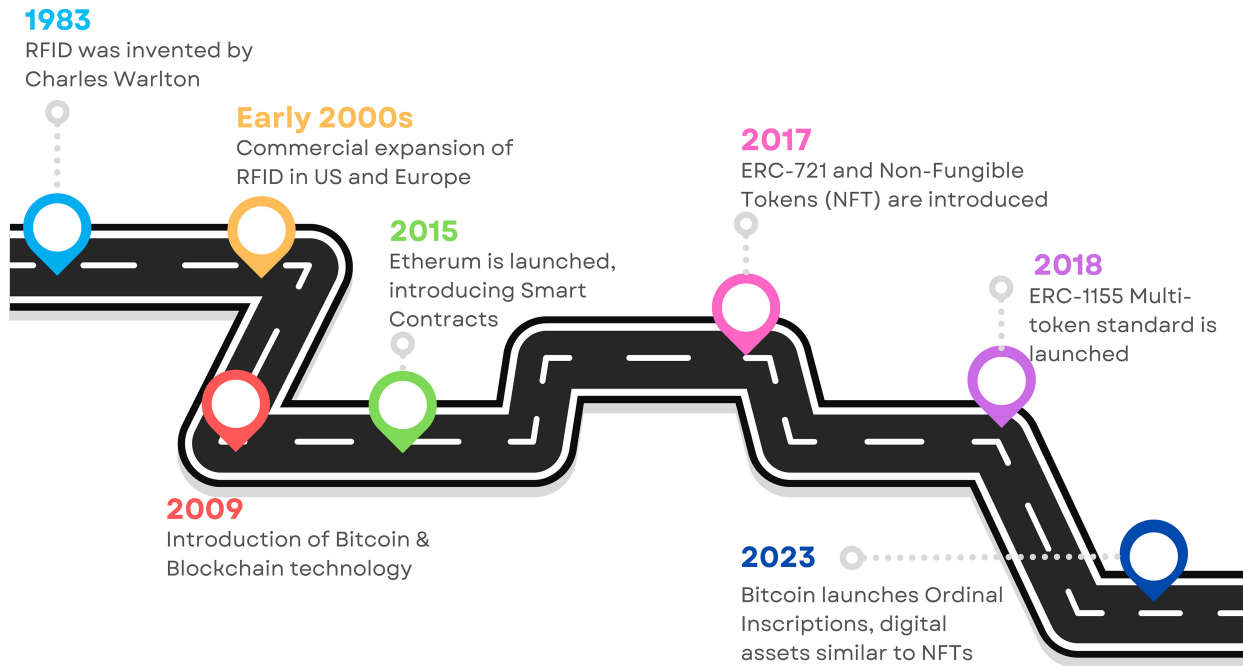 1983
RFID was invented by
Charles Warlton
Early 2000s
Commercial expansion of
RFID in US and Europe
2009
Introduction of Bitcoin &
Blockchain technology
2015
Etherum is launched,
introducing Smart
Contracts
2017
ERC-721 and Non-Fungible
Tokens (NFT) are introduced
2018
ERC-1155 Multi-
token standard is
launched
2023
Bitcoin launches Ordinal
Inscriptions, digital
assets similar to NFTs